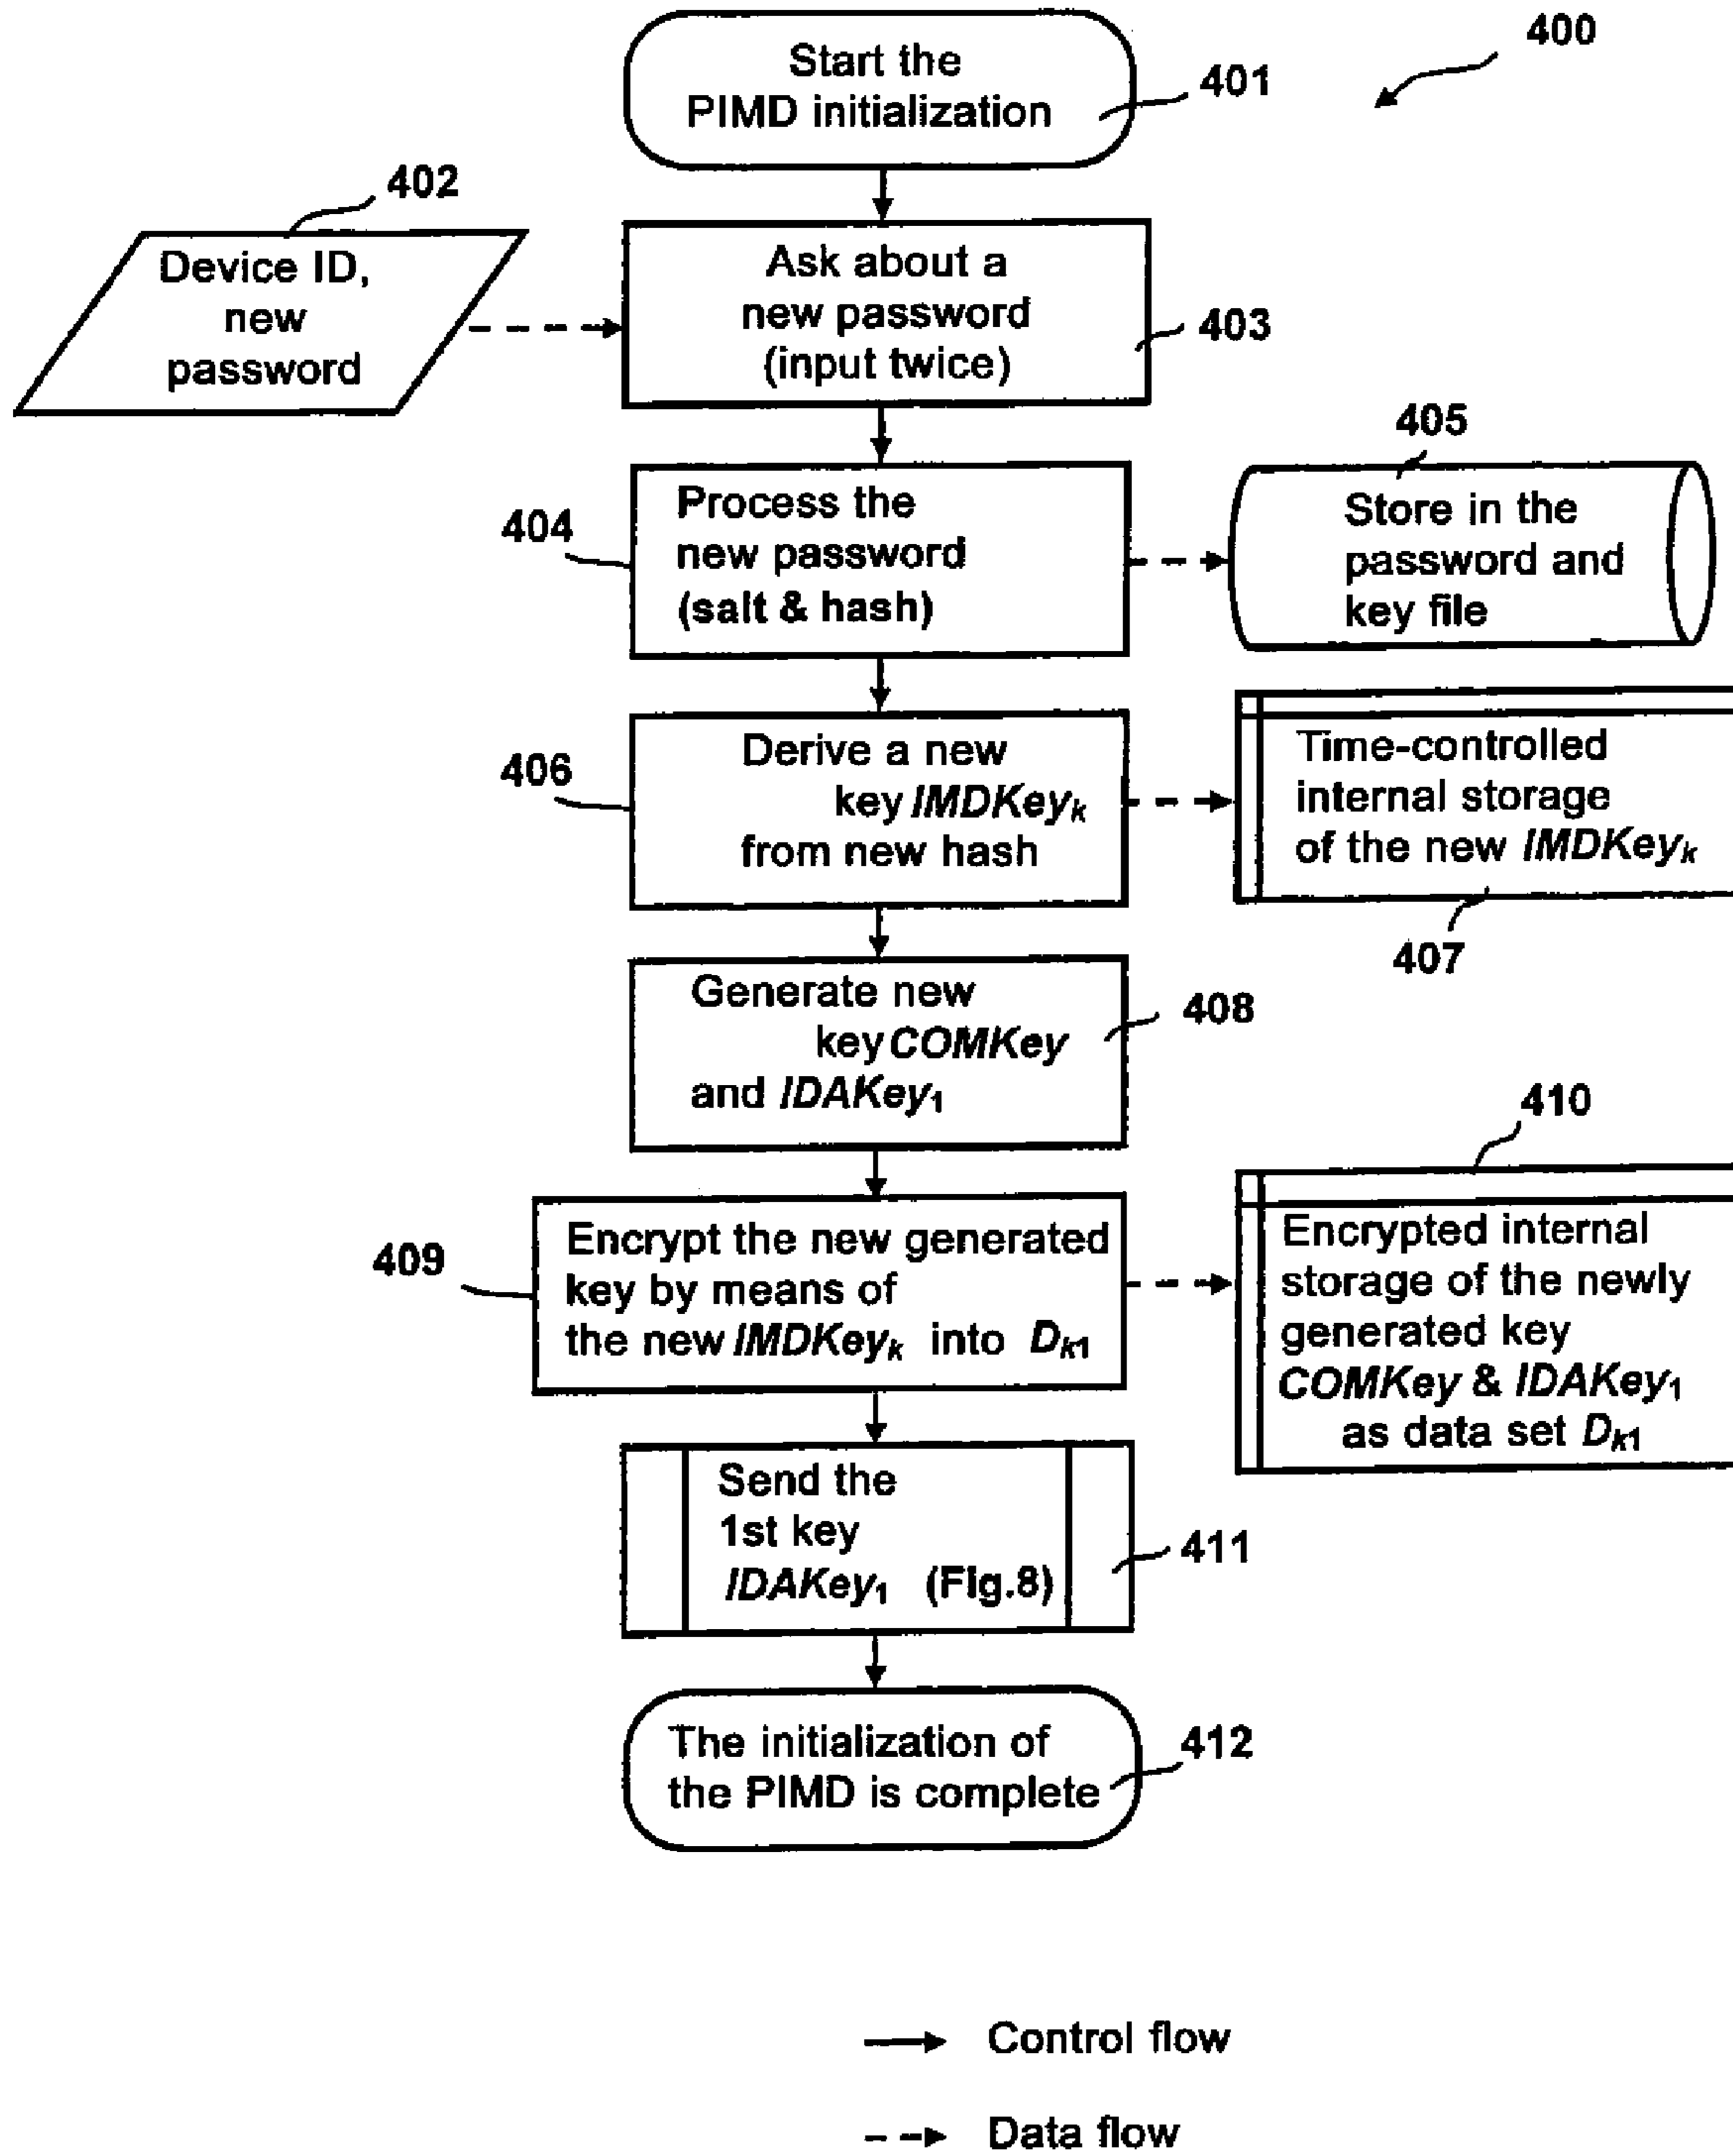 400
Start the
PIMD initialization
401
402
Device ID,
new
password
Ask about a
new password
(input twice)
403
404
Process the
new password
(salt & hash)
405
Store in the
password and
key file
406
Derive a new
key IMDKeyk
from new hash
Time-controlled
internal storage
of the new IMDKeyk
407
Generate new
key COMKey
and IDAKey1
408
409
Encrypt the new generated
key by means of
the new IMDKeyk into Dk1
410
Encrypted internal
storage of the newly
generated key
COMKey & IDAKey1
as data set Dk1
Send the
1st key
IDAKey1 (Fig.8)
411
The initialization of
the PIMD is complete
412
Control flow
Data flow